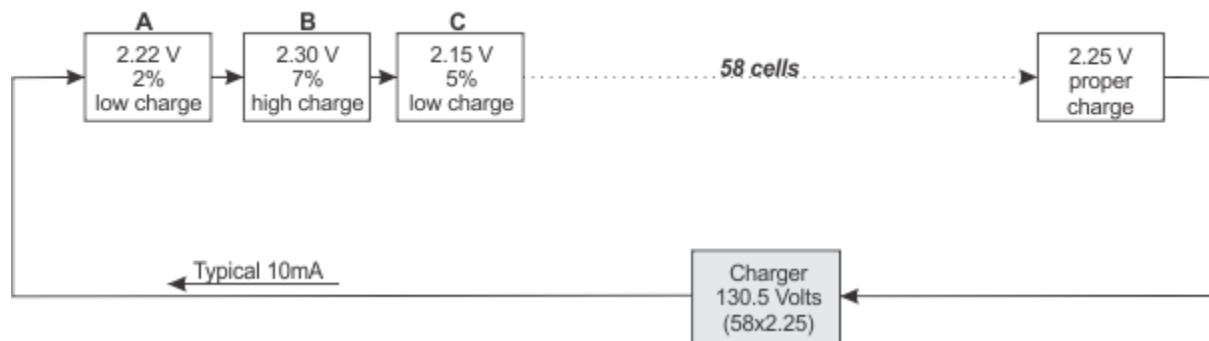 A
B
C
2.22 V
2%
low charge
2.30 V
7%
high charge
2.15 V
5%
low charge
58 cells
2.25 V
proper
charge
Typical 10mA
Charger
130.5 Volts
(58x2.25)